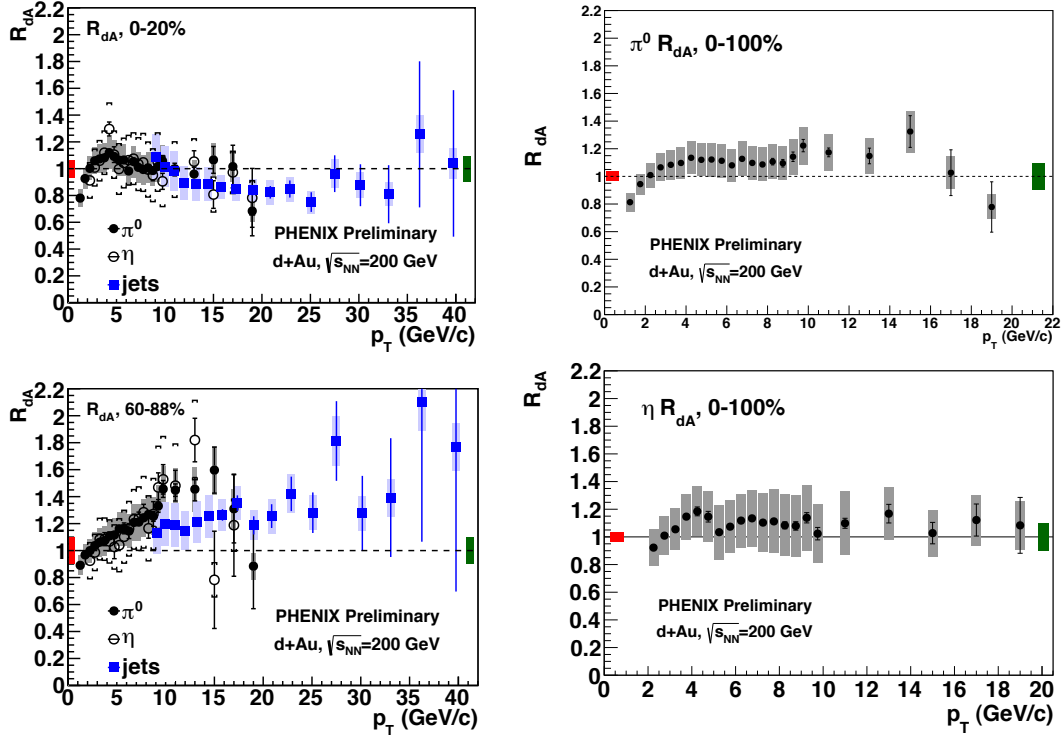 R_dA
R_dA, 0-20%
2.2
2
1.8
1.6
1.4
1.2
1
0.8
0.6
0.4
0.2
π⁰
η
jets
PHENIX Preliminary
d+Au, √s_NN=200 GeV
0 5 10 15 20 25 30 35 40
p_T (GeV/c)
R_dA
π⁰ R_dA, 0-100%
2.2
2
1.8
1.6
1.4
1.2
1
0.8
0.6
0.4
0.2
0
PHENIX Preliminary
d+Au, √s_NN=200 GeV
0 2 4 6 8 10 12 14 16 18 20 22
p_T (GeV/c)
R_dA
R_dA, 60-88%
2.2
2
1.8
1.6
1.4
1.2
1
0.8
0.6
0.4
0.2
π⁰
η
jets
PHENIX Preliminary
d+Au, √s_NN=200 GeV
0 5 10 15 20 25 30 35 40
p_T (GeV/c)
R_dA
η R_dA, 0-100%
2.2
2
1.8
1.6
1.4
1.2
1
0.8
0.6
0.4
0.2
0
PHENIX Preliminary
d+Au, √s_NN=200 GeV
0 2 4 6 8 10 12 14 16 18 20
p_T (GeV/c)